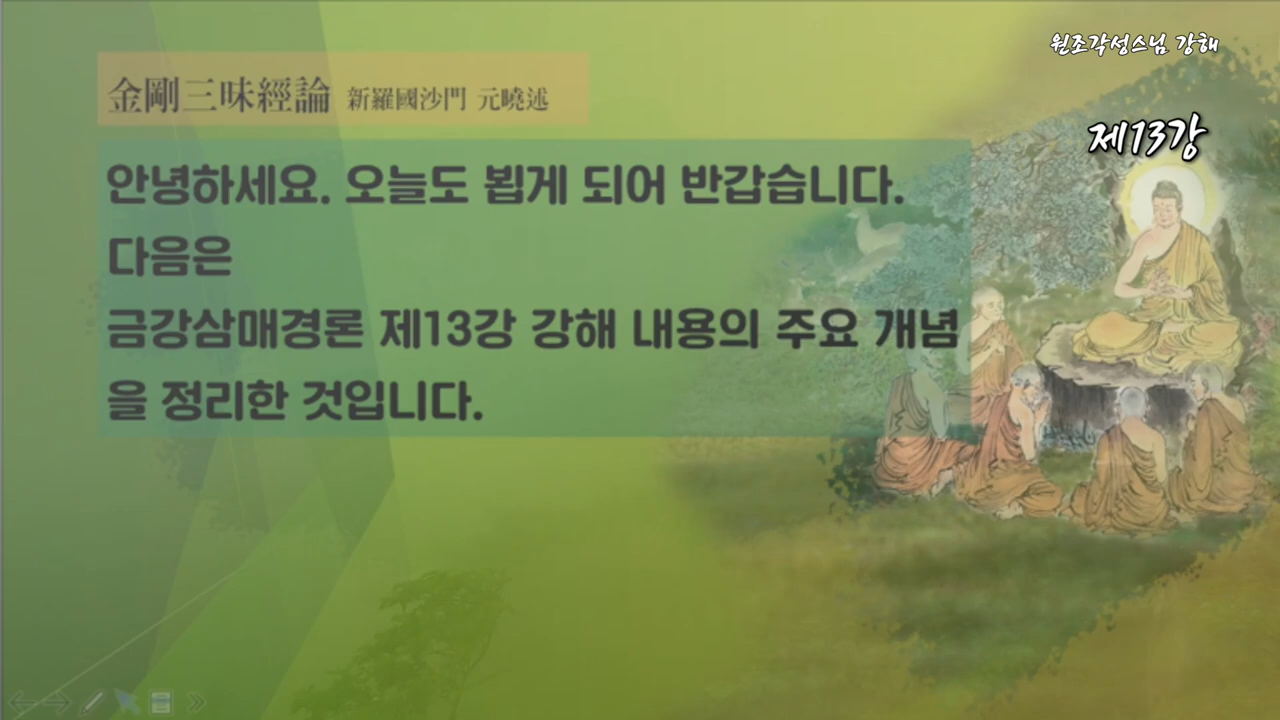 원조각성스님 강해
제13강
金剛三昧經論 新羅國沙門 元曉述
안녕하세요. 오늘도 뵙게 되어 반갑습니다.
다음은
금강삼매경론 제13강 강해 내용의 주요 개념
을 정리한 것입니다.